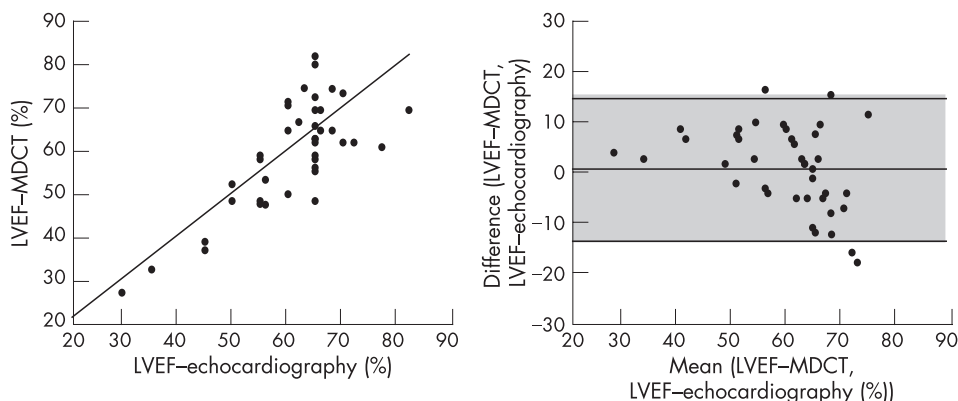 90
80
70
60
50
40
30
20
LVEF–MDCT (%)
20 30 40 50 60 70 80 90
LVEF–echocardiography (%)
30
20
10
0
–10
–20
–30
Difference (LVEF–MDCT,
LVEF–echocardiography)
20 30 40 50 60 70 80 90
Mean (LVEF–MDCT,
LVEF–echocardiography (%))